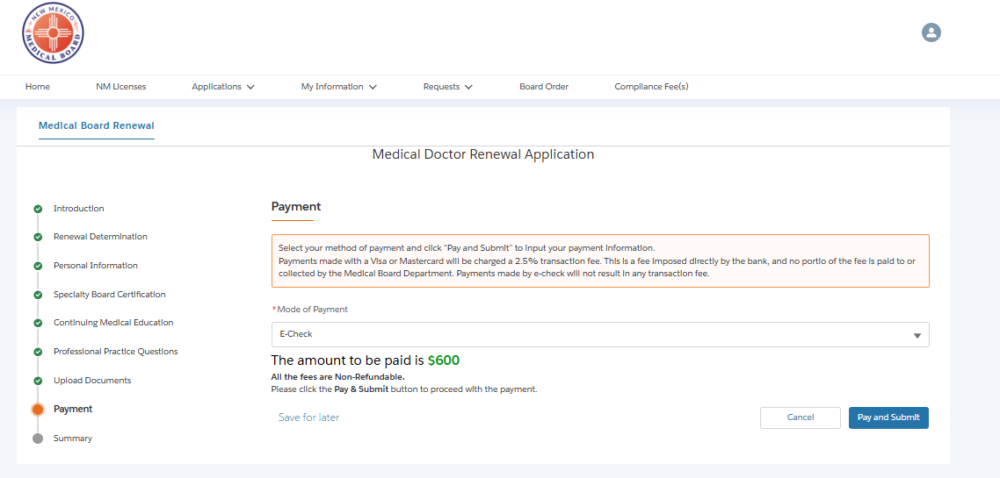 NEW MEXICO
MEDICAL BOARD
Home NM Licenses Applications My Information Requests Board Order Compliance Fee(s)
Medical Board Renewal
Medical Doctor Renewal Application
Introduction
Renewal Determination
Personal Information
Specialty Board Certification
Continuing Medical Education
Professional Practice Questions
Upload Documents
Payment
Summary
Payment
Select your method of payment and click "Pay and Submit" to input your payment information.
Payments made with a Visa or Mastercard will be charged a 2.5% transaction fee. This is a fee imposed directly by the bank, and no portio of the fee is paid to or
collected by the Medical Board Department. Payments made by e-check will not result in any transaction fee.
*Mode of Payment
E-Check
The amount to be paid is $600
All the fees are Non-Refundable.
Please click the Pay & Submit button to proceed with the payment.
Save for later Cancel Pay and Submit